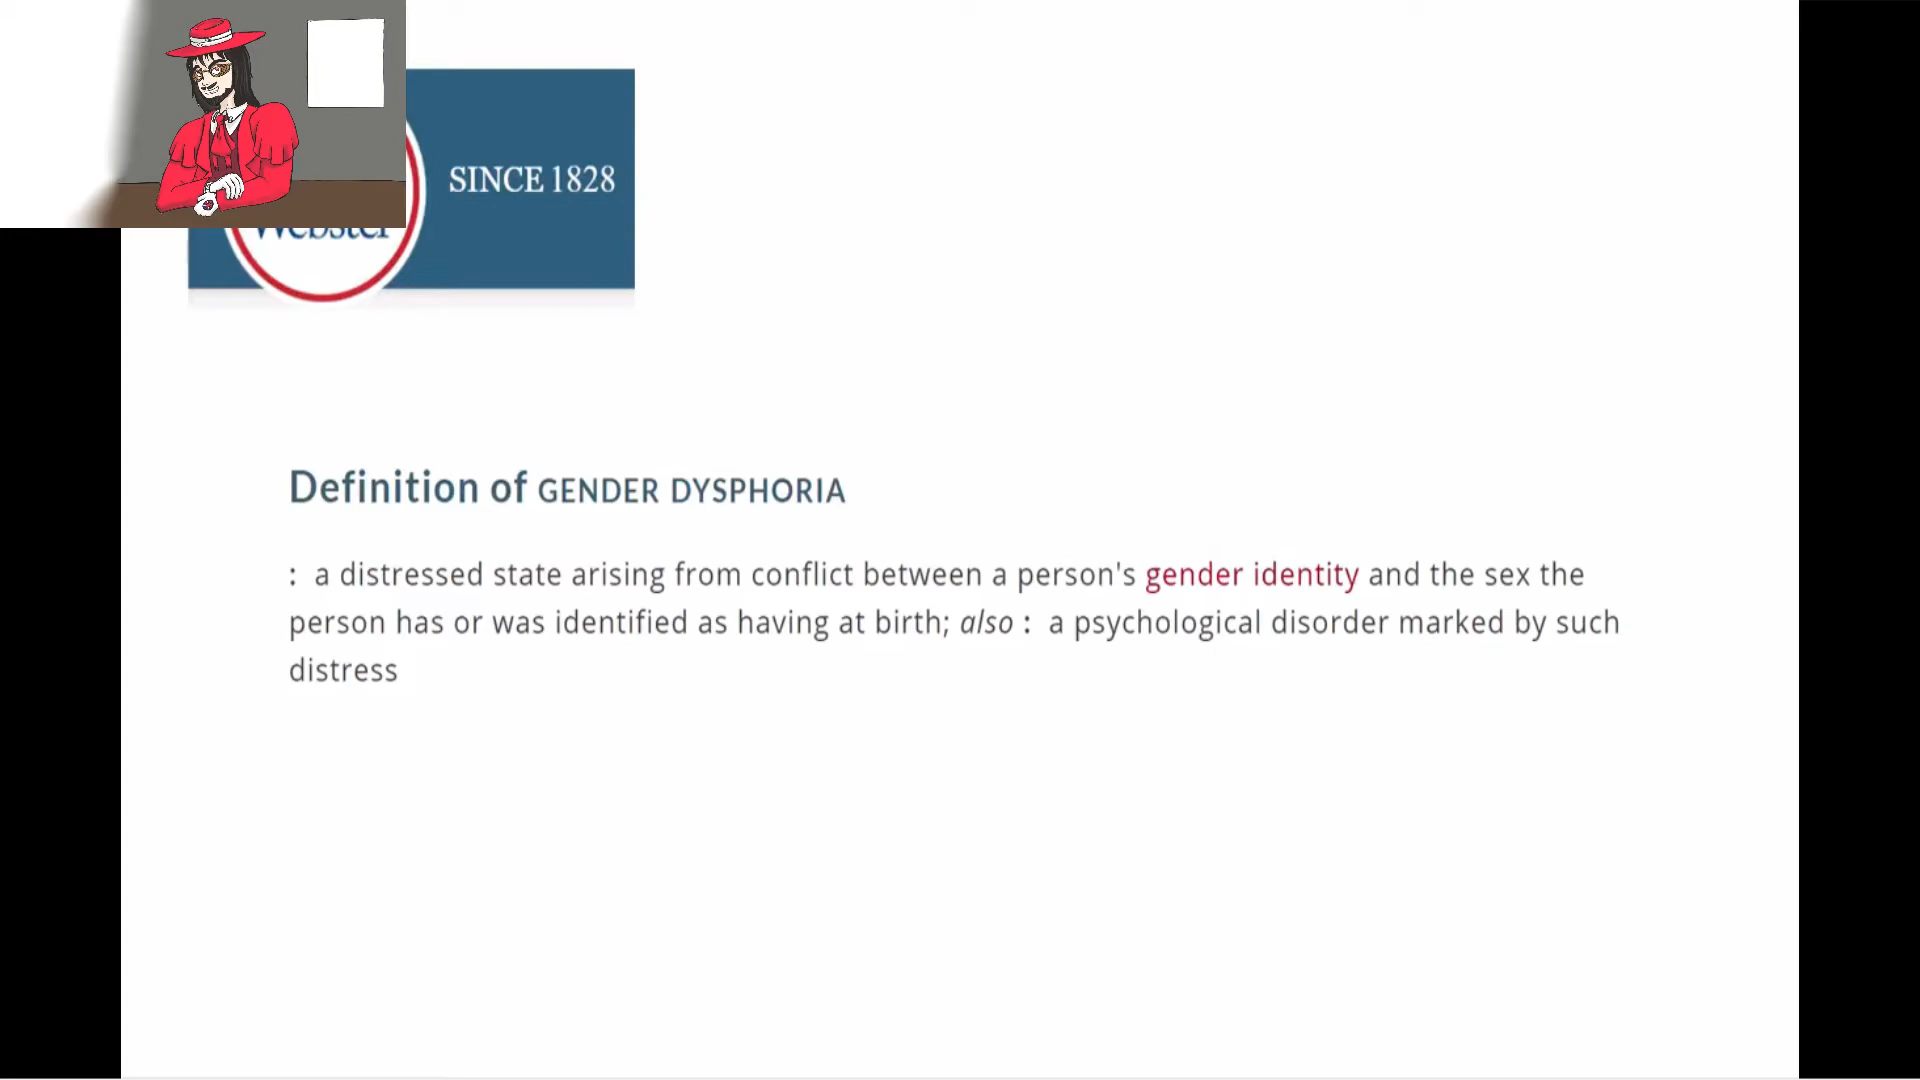 SINCE 1828
Webster
Definition of GENDER DYSPHORIA
: a distressed state arising from conflict between a person's gender identity and the sex the
person has or was identified as having at birth; also : a psychological disorder marked by such
distress